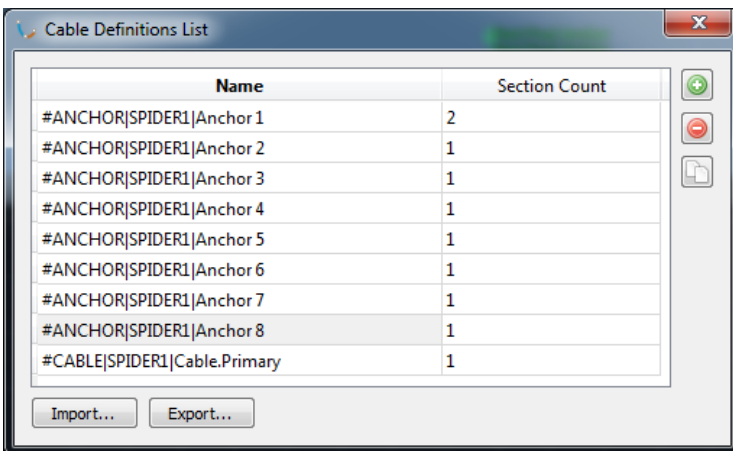 Cable Definitions List
Name Section Count
#ANCHOR|SPIDER1|Anchor 1 2
#ANCHOR|SPIDER1|Anchor 2 1
#ANCHOR|SPIDER1|Anchor 3 1
#ANCHOR|SPIDER1|Anchor 4 1
#ANCHOR|SPIDER1|Anchor 5 1
#ANCHOR|SPIDER1|Anchor 6 1
#ANCHOR|SPIDER1|Anchor 7 1
#ANCHOR|SPIDER1|Anchor 8 1
#CABLE|SPIDER1|Cable.Primary 1
Import... Export...